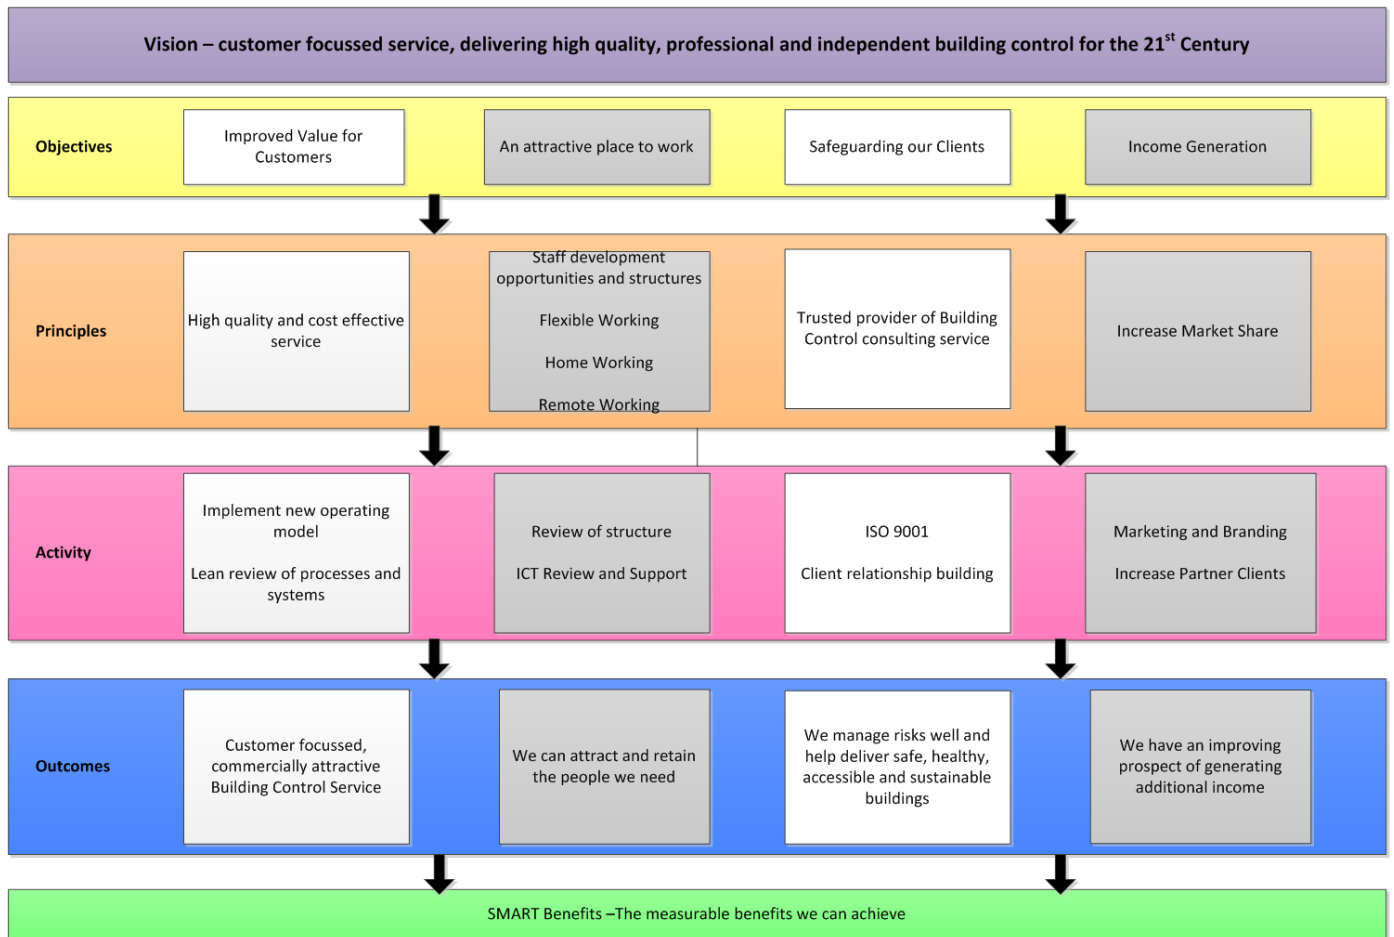 Vision – customer focussed service, delivering high quality, professional and independent building control for the 21st Century
Objectives
Improved Value for
Customers
An attractive place to work
Safeguarding our Clients
Income Generation
Principles
High quality and cost effective
service
Staff development
opportunities and structures
Flexible Working
Home Working
Remote Working
Trusted provider of Building
Control consulting service
Increase Market Share
Activity
Implement new operating
model
Lean review of processes and
systems
Review of structure
ICT Review and Support
ISO 9001
Client relationship building
Marketing and Branding
Increase Partner Clients
Outcomes
Customer focussed,
commercially attractive
Building Control Service
We can attract and retain
the people we need
We manage risks well and
help deliver safe, healthy,
accessible and sustainable
buildings
We have an improving
prospect of generating
additional income
SMART Benefits –The measurable benefits we can achieve